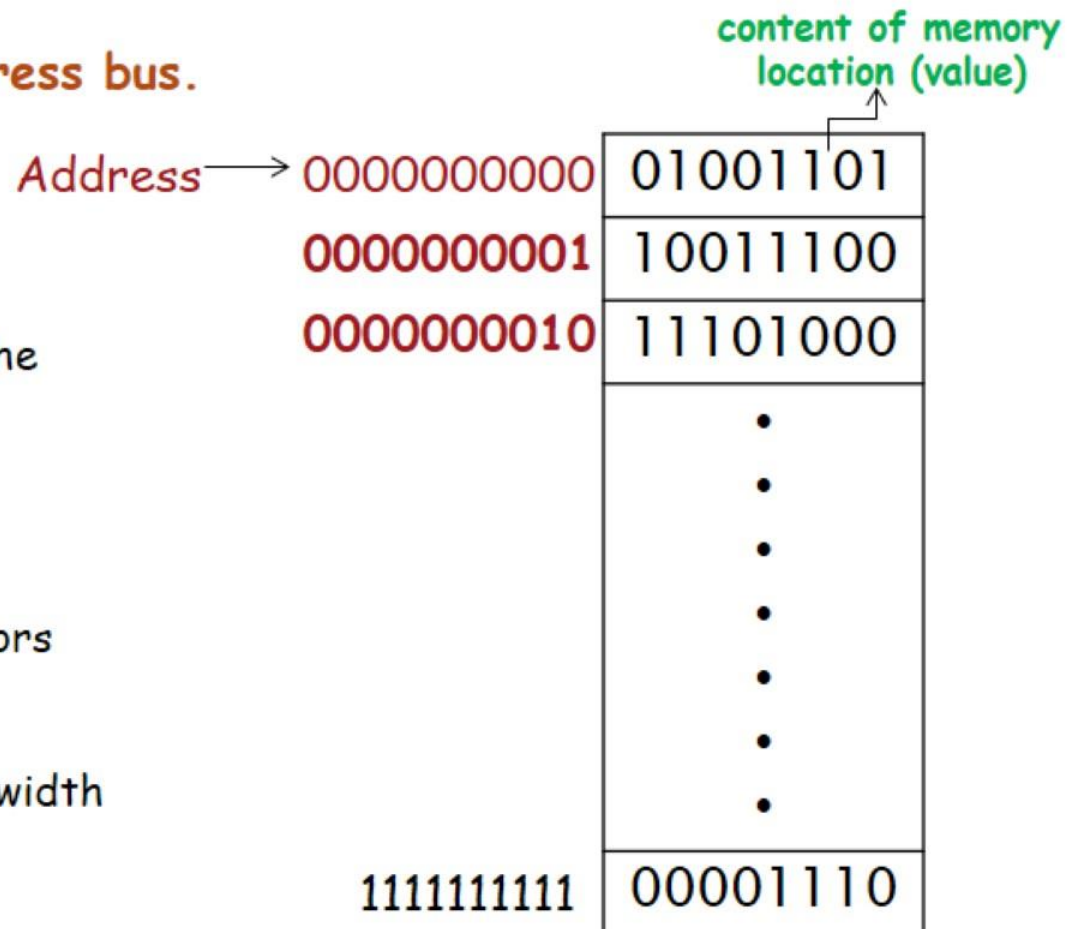 content of memory
location (value)
ress bus.
Address 0000000000 01001101
0000000001 10011100
0000000010 11101000
ne
ors
width
1111111111 00001110